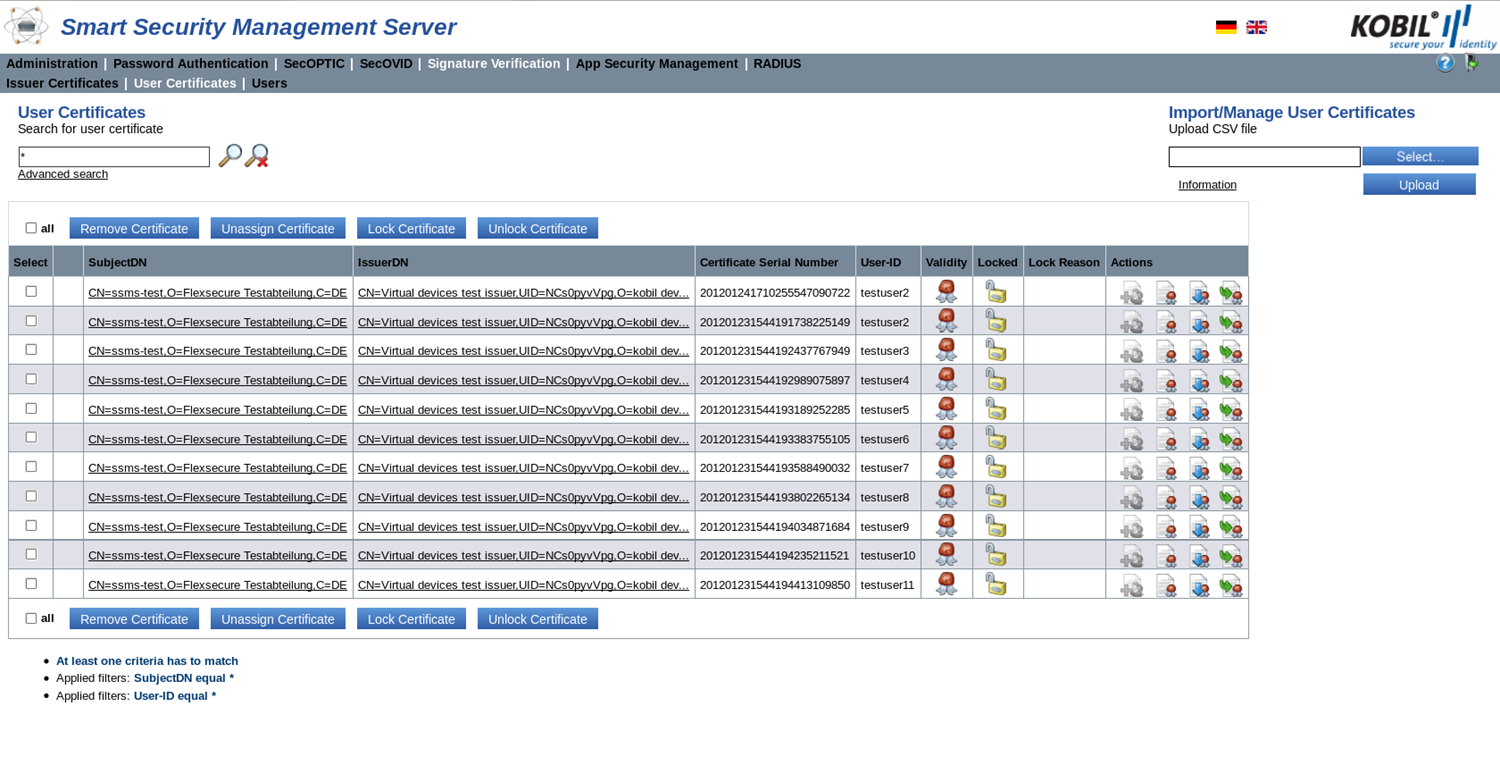 Smart Security Management Server
KOBIL®
secure your identity
Administration | Password Authentication | SecOPTIC | SecOVID | Signature Verification | App Security Management | RADIUS
Issuer Certificates | User Certificates | Users
User Certificates
Search for user certificate
*
Advanced search
Import/Manage User Certificates
Upload CSV file
Select...
Information
Upload
all Remove Certificate Unassign Certificate Lock Certificate Unlock Certificate
Select SubjectDN IssuerDN Certificate Serial Number User-ID Validity Locked Lock Reason Actions
CN=ssms-test,O=Flexsecure Testabteilung,C=DE CN=Virtual devices test issuer,UID=NCs0pyvVpg,O=kobil dev... 201201241710255547090722 testuser2
CN=ssms-test,O=Flexsecure Testabteilung,C=DE CN=Virtual devices test issuer,UID=NCs0pyvVpg,O=kobil dev... 201201231544191738225149 testuser2
CN=ssms-test,O=Flexsecure Testabteilung,C=DE CN=Virtual devices test issuer,UID=NCs0pyvVpg,O=kobil dev... 201201231544192437767949 testuser3
CN=ssms-test,O=Flexsecure Testabteilung,C=DE CN=Virtual devices test issuer,UID=NCs0pyvVpg,O=kobil dev... 201201231544192989075897 testuser4
CN=ssms-test,O=Flexsecure Testabteilung,C=DE CN=Virtual devices test issuer,UID=NCs0pyvVpg,O=kobil dev... 201201231544193189252285 testuser5
CN=ssms-test,O=Flexsecure Testabteilung,C=DE CN=Virtual devices test issuer,UID=NCs0pyvVpg,O=kobil dev... 201201231544193383755105 testuser6
CN=ssms-test,O=Flexsecure Testabteilung,C=DE CN=Virtual devices test issuer,UID=NCs0pyvVpg,O=kobil dev... 201201231544193588490032 testuser7
CN=ssms-test,O=Flexsecure Testabteilung,C=DE CN=Virtual devices test issuer,UID=NCs0pyvVpg,O=kobil dev... 201201231544193802265134 testuser8
CN=ssms-test,O=Flexsecure Testabteilung,C=DE CN=Virtual devices test issuer,UID=NCs0pyvVpg,O=kobil dev... 201201231544194034871684 testuser9
CN=ssms-test,O=Flexsecure Testabteilung,C=DE CN=Virtual devices test issuer,UID=NCs0pyvVpg,O=kobil dev... 201201231544194235211521 testuser10
CN=ssms-test,O=Flexsecure Testabteilung,C=DE CN=Virtual devices test issuer,UID=NCs0pyvVpg,O=kobil dev... 201201231544194413109850 testuser11
all Remove Certificate Unassign Certificate Lock Certificate Unlock Certificate
• At least one criteria has to match
• Applied filters: SubjectDN equal *
• Applied filters: User-ID equal *